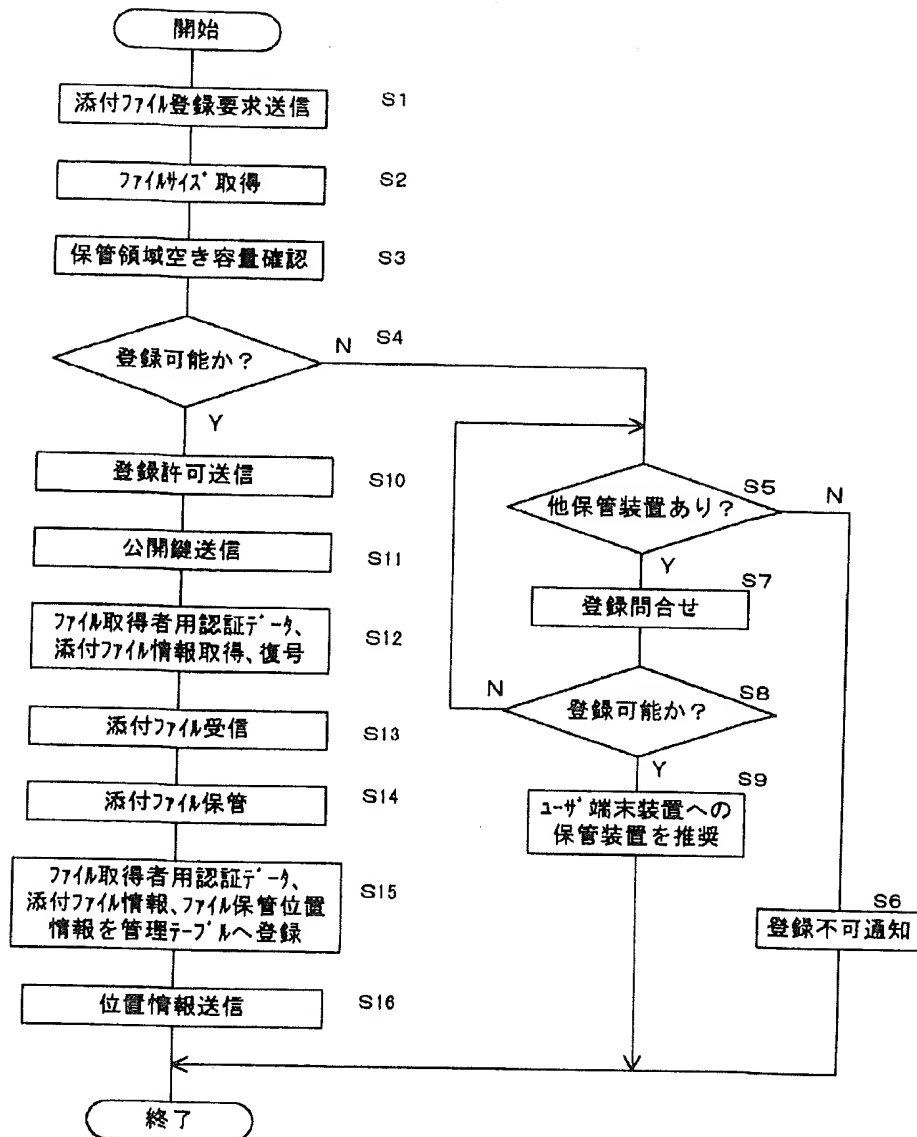 開始
添付ﾌｧｲﾙ登録要求送信
S1
ﾌｧｲﾙｻｲｽﾞ取得
S2
保管領域空き容量確認
S3
登録可能か？
N
S4
Y
登録許可送信
S10
公開鍵送信
S11
ﾌｧｲﾙ取得者用認証ﾃﾞｰﾀ、
添付ﾌｧｲﾙ情報取得、復号
S12
添付ﾌｧｲﾙ受信
S13
添付ﾌｧｲﾙ保管
S14
ﾌｧｲﾙ取得者用認証ﾃﾞｰﾀ、
添付ﾌｧｲﾙ情報、ﾌｧｲﾙ保管位置
情報を管理ﾃｰﾌﾞﾙへ登録
S15
位置情報送信
S16
終了
他保管装置あり？
S5
N
Y
S7
登録問合せ
N
S8
登録可能か？
Y
S9
ﾕｰｻﾞ端末装置への
保管装置を推奨
S6
登録不可通知